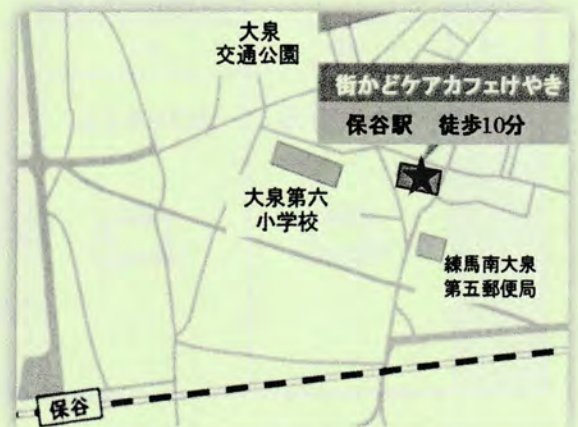 大泉
交通公園
街かどケアカフェけやき
保谷駅　徒歩10分
大泉第六
小学校
練馬南大泉
第五郵便局
保谷